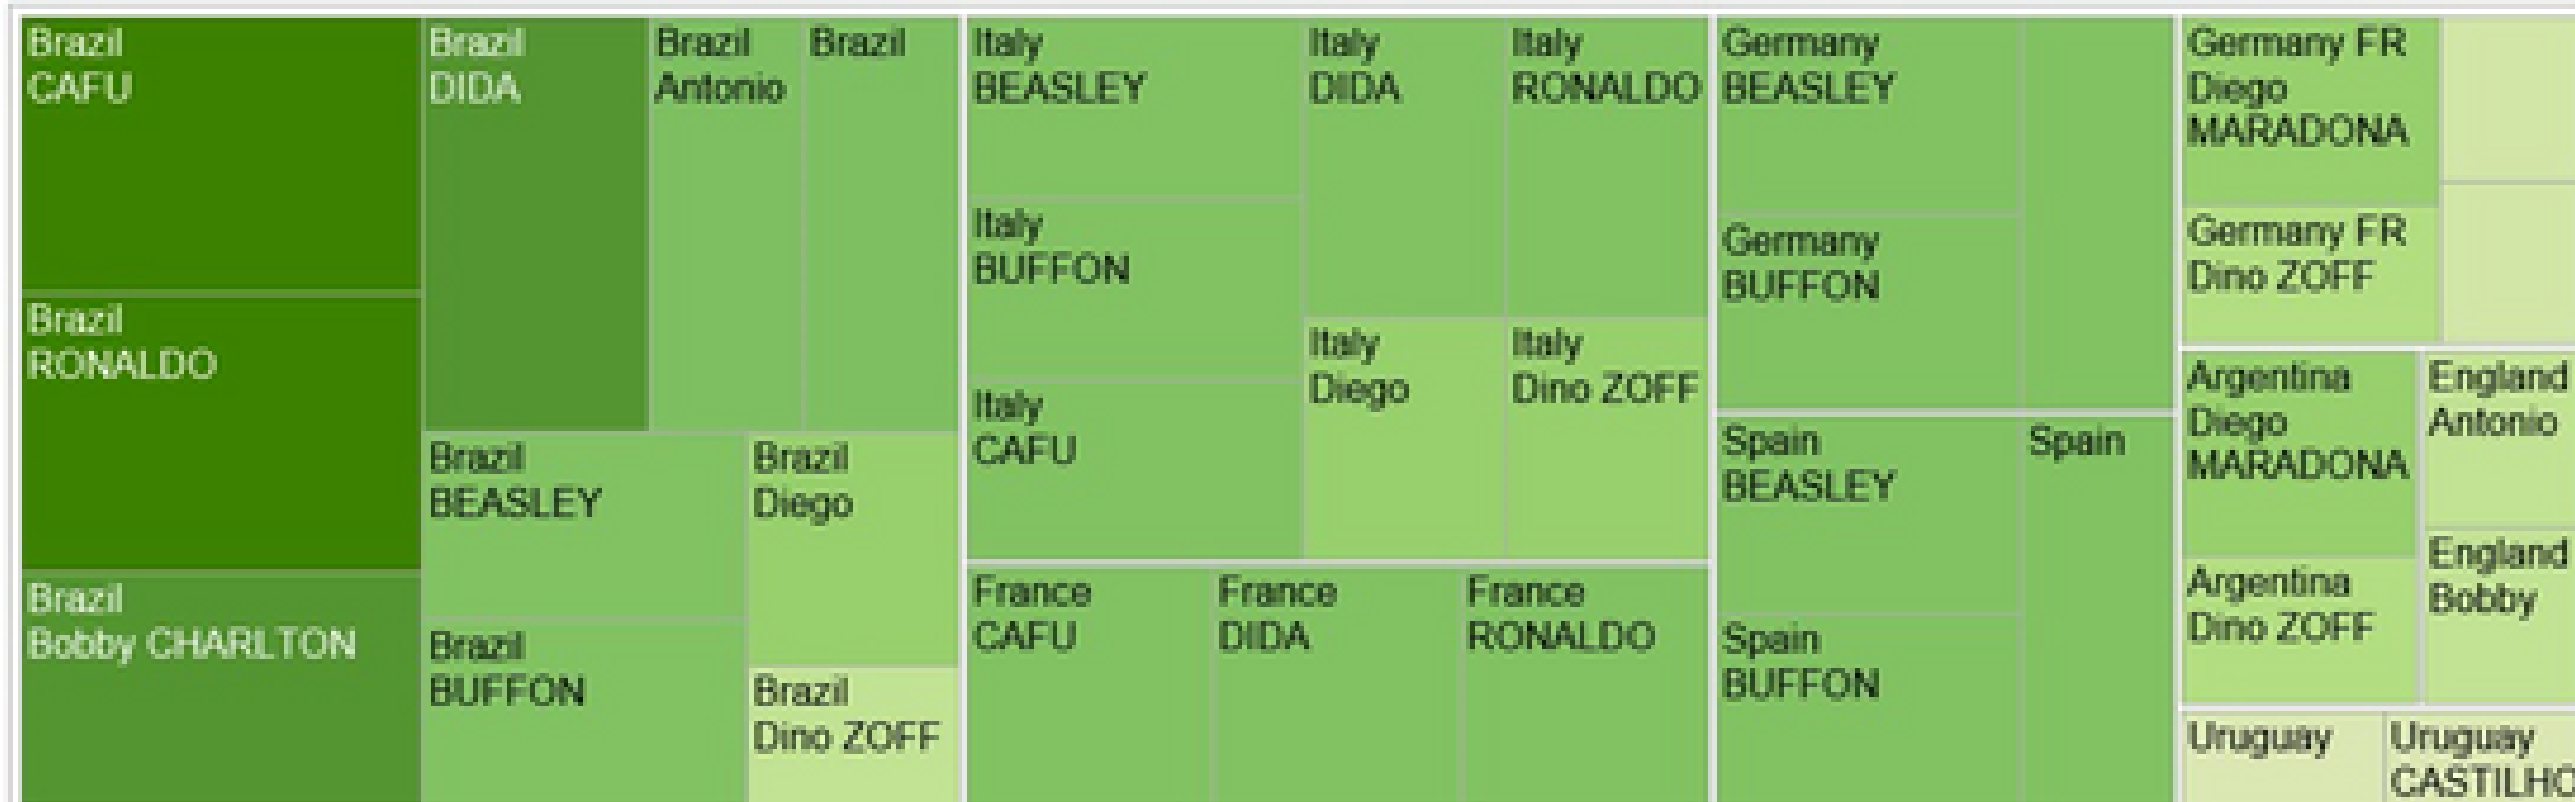 Brazil
CAFU
Brazil
RONALDO
Brazil
Bobby CHARLTON
Brazil
DIDA
Brazil
Antonio
Brazil
Brazil
BEASLEY
Brazil
BUFFON
Brazil
Diego
Brazil
Dino ZOFF
Italy
BEASLEY
Italy
BUFFON
Italy
CAFU
Italy
DIDA
Italy
RONALDO
Italy
Diego
Italy
Dino ZOFF
France
CAFU
France
DIDA
France
RONALDO
Germany
BEASLEY
Germany
BUFFON
Spain
BEASLEY
Spain
BUFFON
Spain
Germany FR
Diego
MARADONA
Germany FR
Dino ZOFF
Argentina
Diego
MARADONA
Argentina
Dino ZOFF
England
Antonio
England
Bobby
Uruguay
Uruguay
CASTILHO